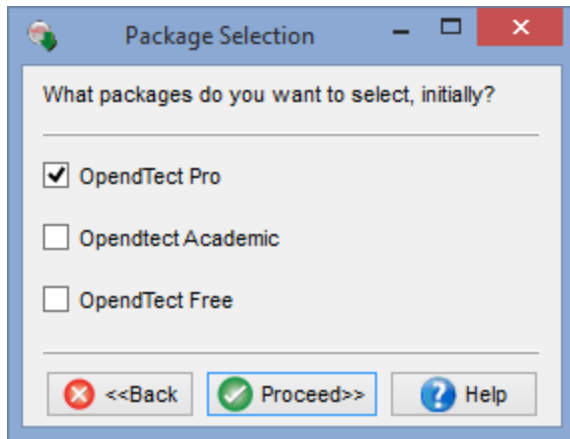 Package Selection
What packages do you want to select, initially?
OpendTect Pro
Opendtect Academic
OpendTect Free
<<Back
Proceed>>
Help